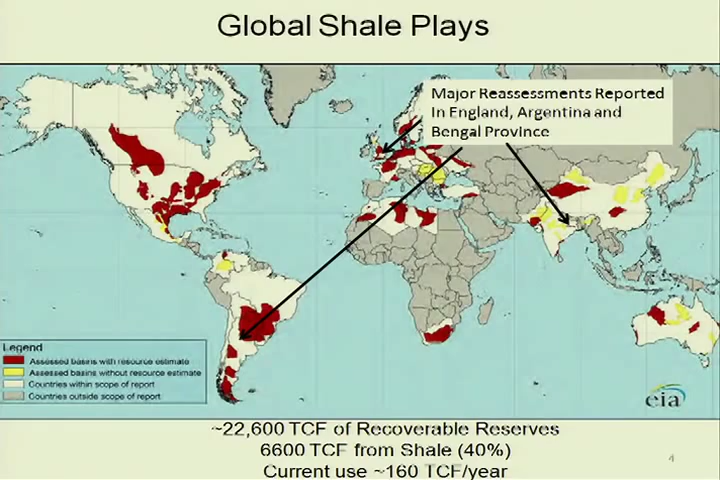 Global Shale Plays
Major Reassessments Reported
In England, Argentina and
Bengal Province
Legend
Assessed basins with resource estimate
Assessed basins without resource estimate
Countries within scope of report
Countries outside scope of report
eia
~22,600 TCF of Recoverable Reserves
6600 TCF from Shale (40%)
Current use ~160 TCF/year
4